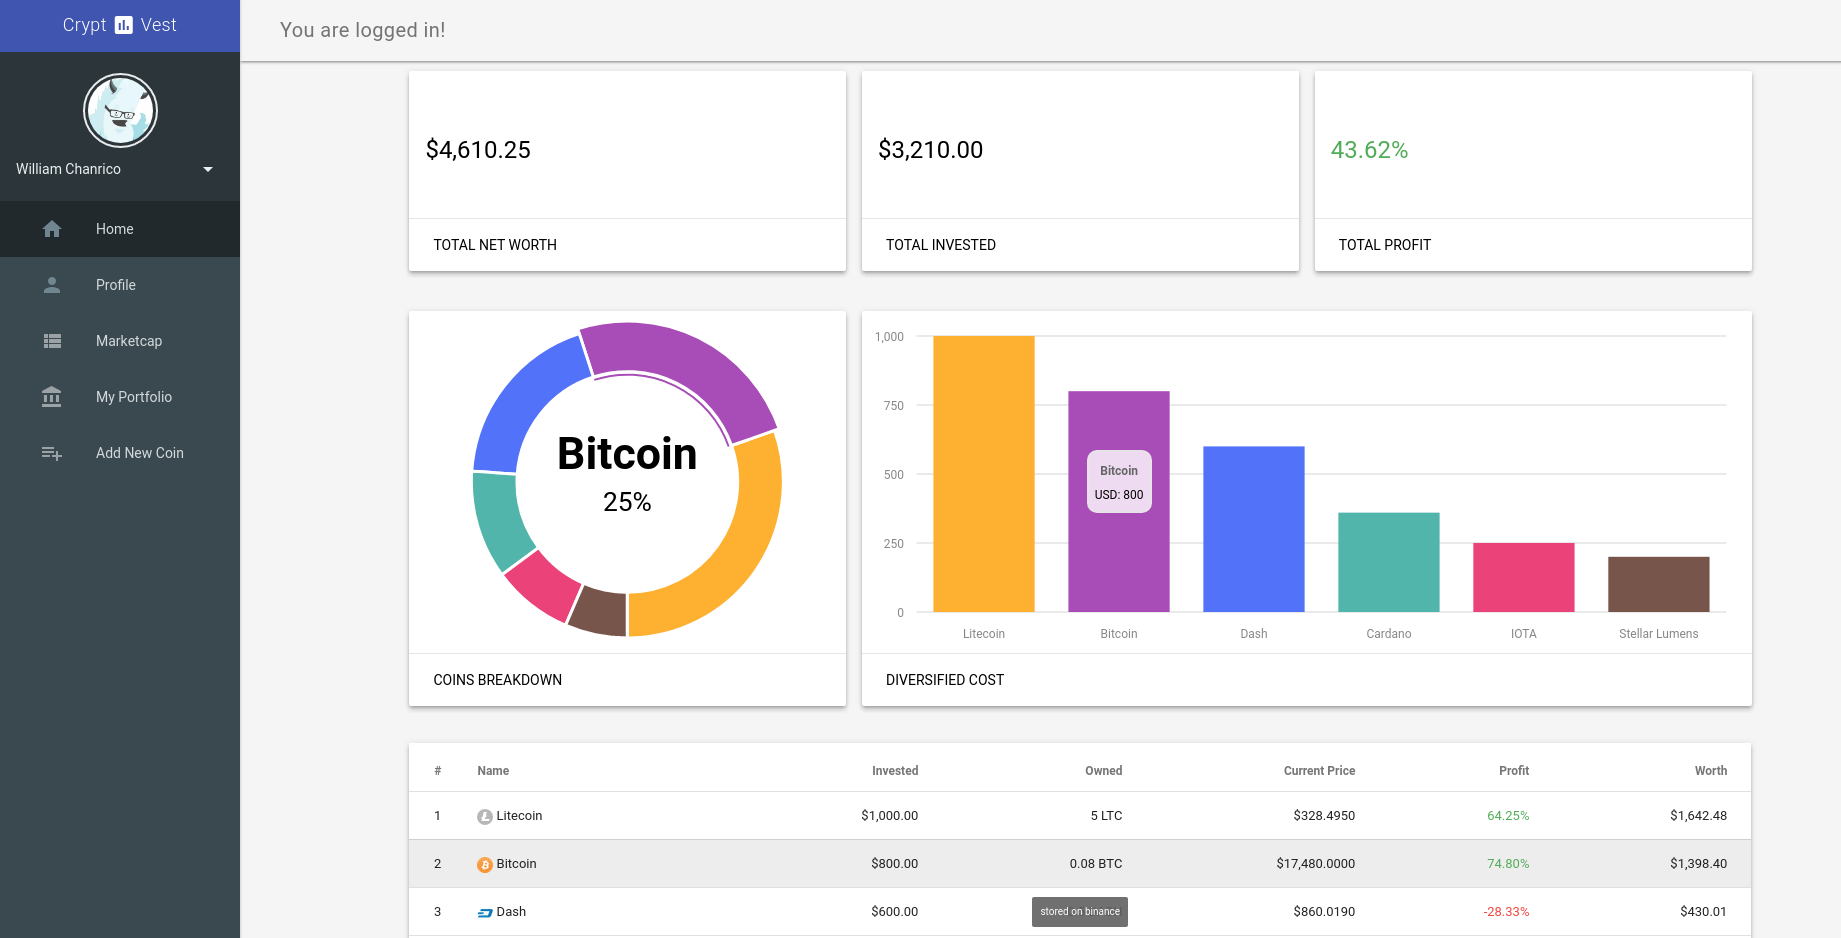 Crypt Vest
You are logged in!
William Chanrico
Home
Profile
Marketcap
My Portfolio
Add New Coin
$4,610.25
TOTAL NET WORTH
$3,210.00
TOTAL INVESTED
43.62%
TOTAL PROFIT
Bitcoin
25%
COINS BREAKDOWN
1,000
750
500
250
0
Bitcoin
USD: 800
Litecoin Bitcoin Dash Cardano IOTA Stellar Lumens
DIVERSIFIED COST
# Name Invested Owned Current Price Profit Worth
1 Litecoin $1,000.00 5 LTC $328.4950 64.25% $1,642.48
2 Bitcoin $800.00 0.08 BTC $17,480.0000 74.80% $1,398.40
3 Dash $600.00 stored on binance $860.0190 -28.33% $430.01